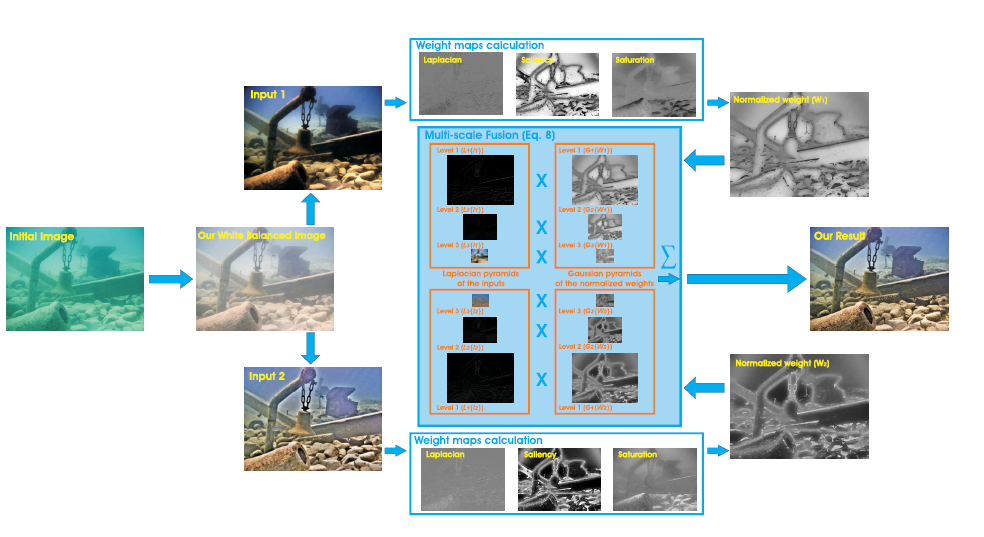 Weight maps calculation
Laplacian
Saliency
Saturation
Input 1
Normalized weight (W1)
Multi-scale Fusion (Eq. 8)
Level 1 (L1{I1})
Level 1 (G1{W1})
X
Level 2 (L2{I1})
Level 2 (G2{W1})
X
Level 3 (L3{I1})
Level 3 (G3{W1})
X
Initial Image
Our White Balanced Image
Our Result
∑
Laplacian pyramids
of the inputs
Gaussian pyramids
of the normalized weights
X
Level 3 (L3{I2})
Level 3 (G3{W2})
X
Level 2 (L2{I2})
Level 2 (G2{W2})
X
Level 1 (L1{I2})
Level 1 (G1{W2})
Input 2
Normalized weight (W2)
Weight maps calculation
Laplacian
Saliency
Saturation